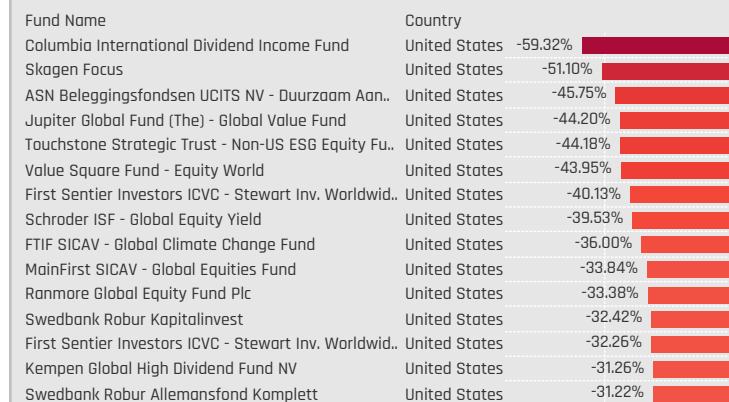 Fund Name Country
Columbia International Dividend Income Fund United States -59.32%
Skagen Focus United States -51.10%
ASN Beleggingsfondsen UCITS NV - Duurzaam Aan.. United States -45.75%
Jupiter Global Fund (The) - Global Value Fund United States -44.20%
Touchstone Strategic Trust - Non-US ESG Equity Fu.. United States -44.18%
Value Square Fund - Equity World United States -43.95%
First Sentier Investors ICVC - Stewart Inv. Worldwid.. United States -40.13%
Schroder ISF - Global Equity Yield United States -39.53%
FTIF SICAV - Global Climate Change Fund United States -36.00%
MainFirst SICAV - Global Equities Fund United States -33.84%
Ranmore Global Equity Fund Plc United States -33.38%
Swedbank Robur Kapitalinvest United States -32.42%
First Sentier Investors ICVC - Stewart Inv. Worldwid.. United States -32.26%
Kempen Global High Dividend Fund NV United States -31.26%
Swedbank Robur Allemansfond Komplett United States -31.22%